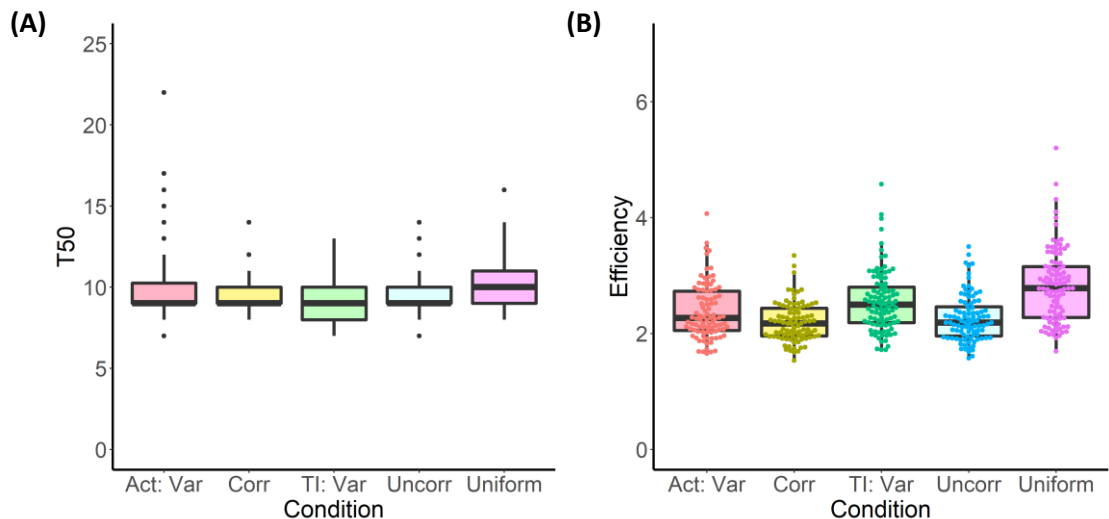 (A)
25
20
15
10
5
0
T50
Act: Var Corr TI: Var Uncorr Uniform
Condition
(B)
6
4
2
0
Efficiency
Act: Var Corr TI: Var Uncorr Uniform
Condition